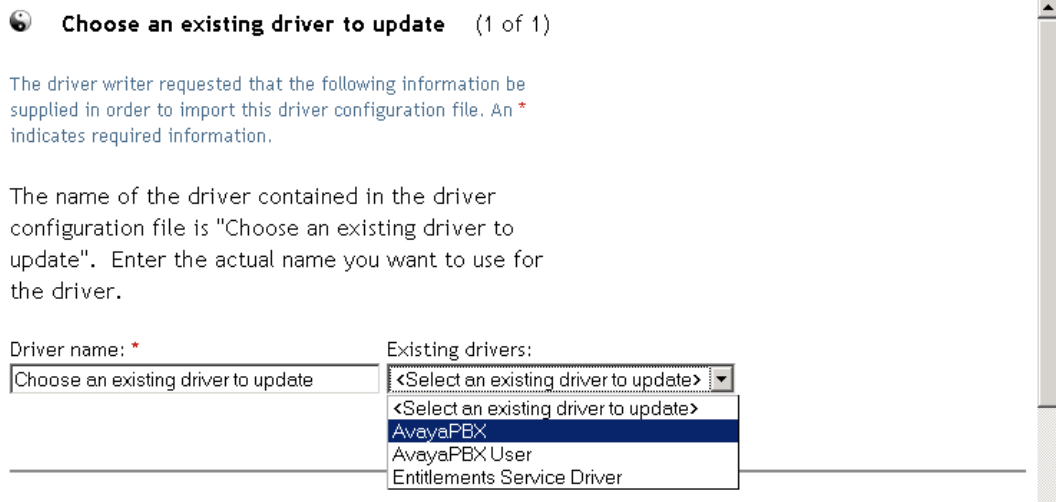 Choose an existing driver to update (1 of 1)
The driver writer requested that the following information be
supplied in order to import this driver configuration file. An *
indicates required information.
The name of the driver contained in the driver
configuration file is "Choose an existing driver to
update". Enter the actual name you want to use for
the driver.
Driver name: * Existing drivers:
Choose an existing driver to update <Select an existing driver to update>
<Select an existing driver to update>
AvayaPBX
AvayaPBX User
Entitlements Service Driver